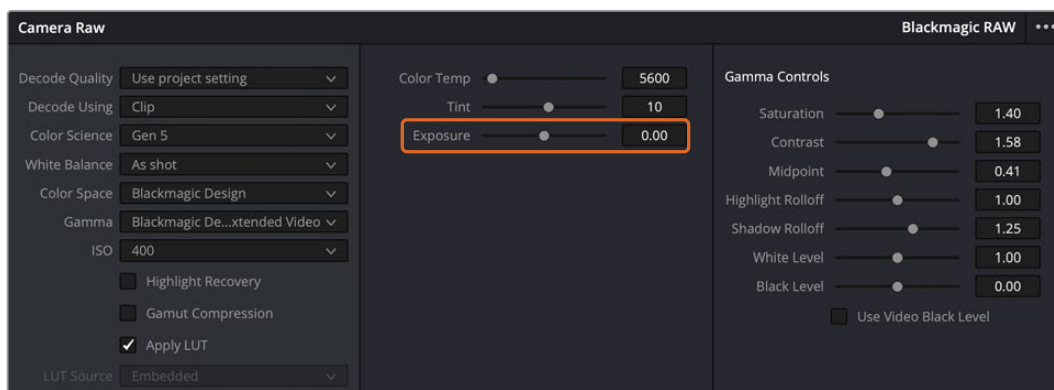 Camera Raw
Blackmagic RAW
Decode Quality Use project setting
Decode Using Clip
Color Science Gen 5
White Balance As shot
Color Space Blackmagic Design
Gamma Blackmagic De...xtended Video
ISO 400
Highlight Recovery
Gamut Compression
Apply LUT
LUT Source Embedded
Color Temp 5600
Tint 10
Exposure 0.00
Gamma Controls
Saturation 1.40
Contrast 1.58
Midpoint 0.41
Highlight Rolloff 1.00
Shadow Rolloff 1.25
White Level 1.00
Black Level 0.00
Use Video Black Level